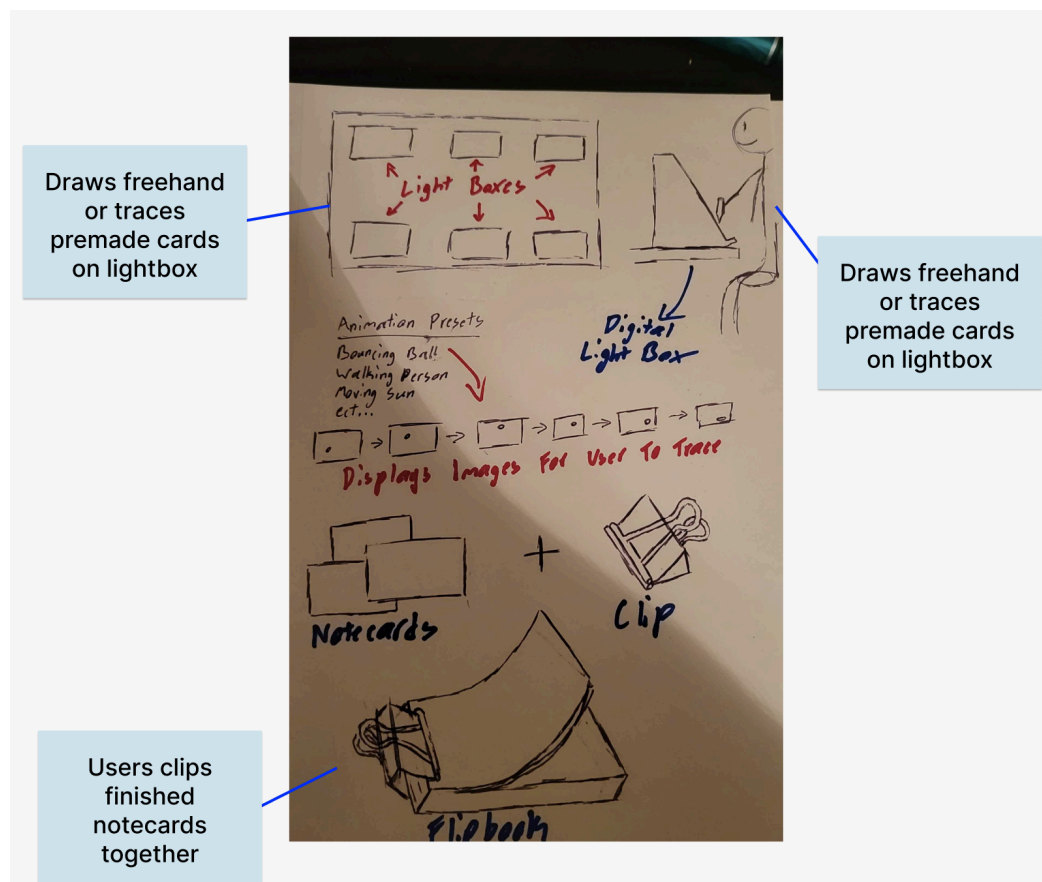 Draws freehand
or traces
premade cards
on lightbox
Light Boxes
Digital
Light Box
Draws freehand
or traces
premade cards
on lightbox
Animation Presets
Bouncing Ball
Walking Person
Moving Sun
ect...
Displays Images For User To Trace
Notecards
+
Clip
Users clips
finished
notecards
together
Flipbook